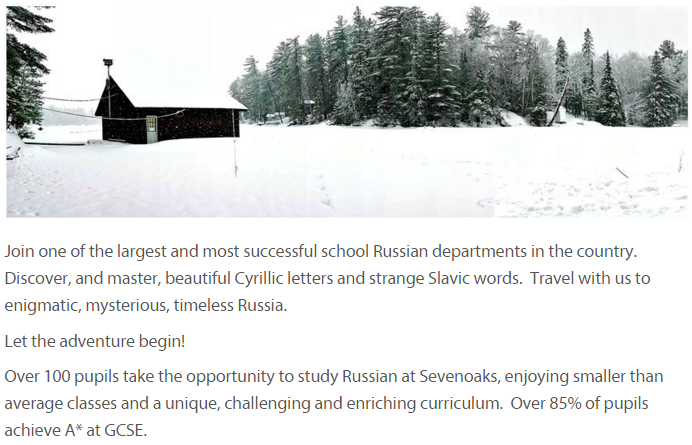 Join one of the largest and most successful school Russian departments in the country.
Discover, and master, beautiful Cyrillic letters and strange Slavic words.  Travel with us to
enigmatic, mysterious, timeless Russia.
Let the adventure begin!
Over 100 pupils take the opportunity to study Russian at Sevenoaks, enjoying smaller than
average classes and a unique, challenging and enriching curriculum.  Over 85% of pupils
achieve A* at GCSE.